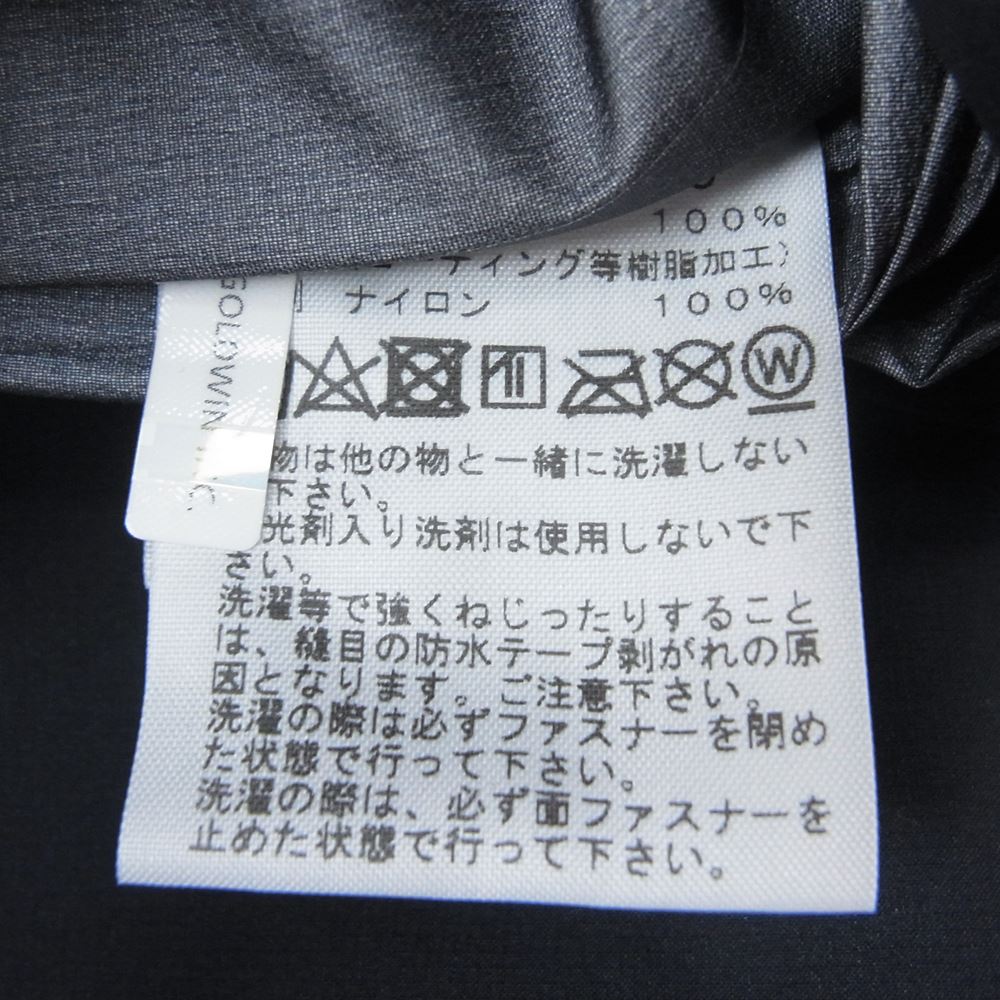 100%
ーティング等樹脂加工)
ナイロン 100%
W
物は他の物と一緒に洗濯しない
下さい。
光剤入り洗剤は使用しないで下
さい。
洗濯等で強くねじったりすること
は、縫目の防水テープ剥がれの原
因となります。ご注意下さい。
洗濯の際は必ずファスナーを閉め
た状態で行って下さい。
洗濯の際は、必ず面ファスナーを
止めた状態で行って下さい。
GOLDWIN INC.